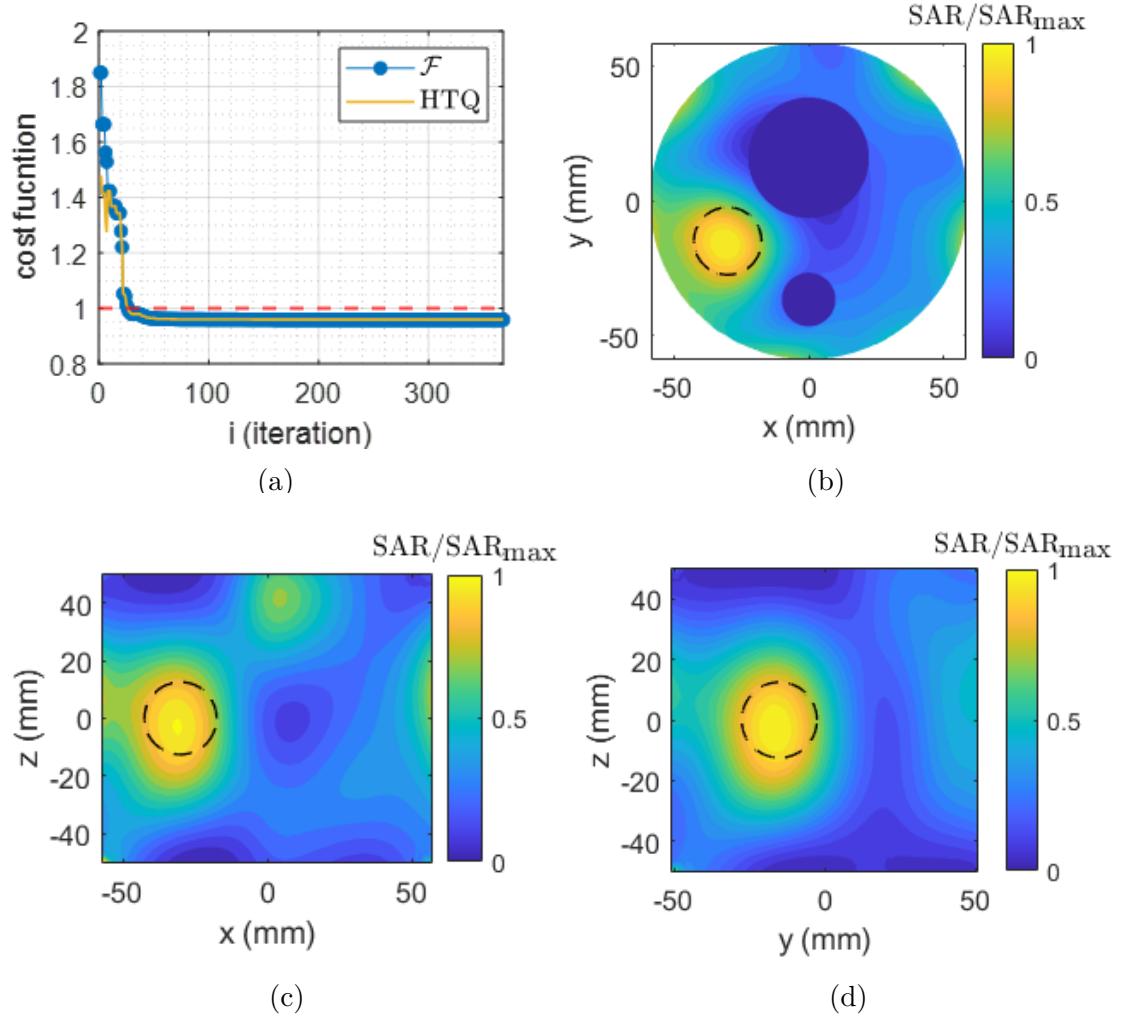 2
1.8
1.6
1.4
1.2
1
0.8
cost fucntion
0
100
200
300
i (iteration)
ℱ
HTQ
(a)
SAR/SARmax
50
0
-50
y (mm)
-50
0
50
x (mm)
1
0.5
0
(b)
SAR/SARmax
40
20
0
-20
-40
z (mm)
-50
0
50
x (mm)
1
0.5
0
(c)
SAR/SARmax
40
20
0
-20
-40
z (mm)
-50
0
50
y (mm)
1
0.5
0
(d)